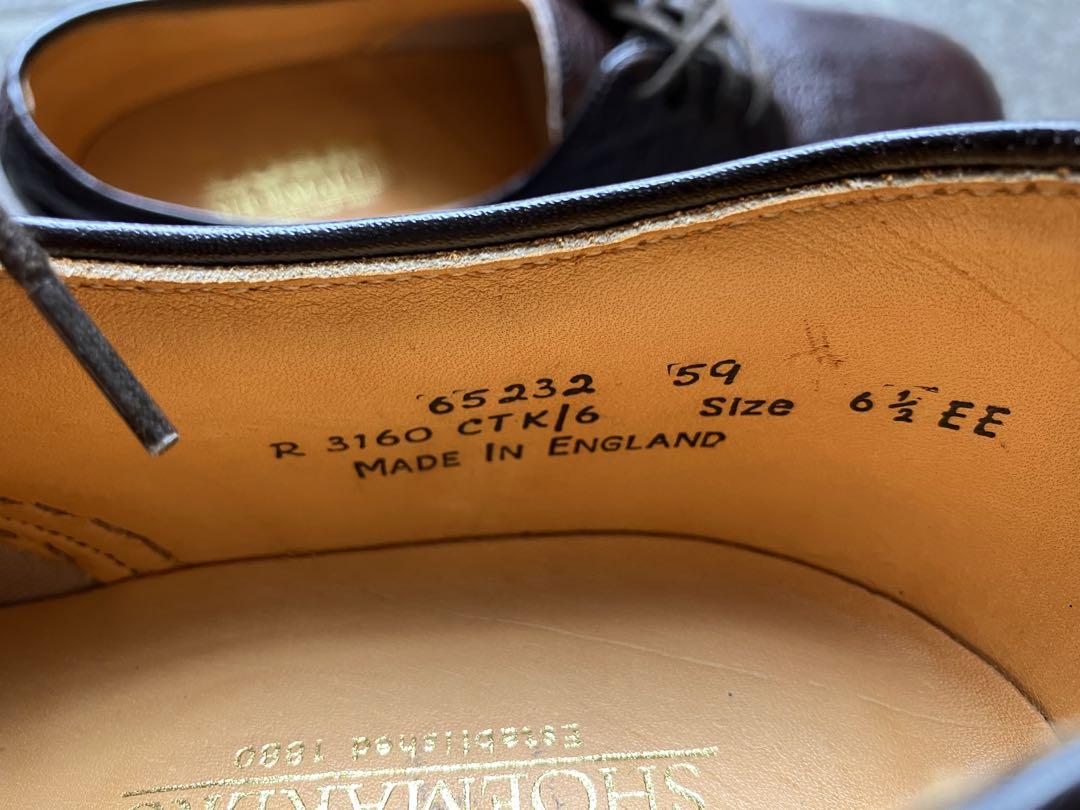 65232 59
R 3160 CTK/6 Size 6½ EE
MADE IN ENGLAND
Established 1880
SHOEMAKERS